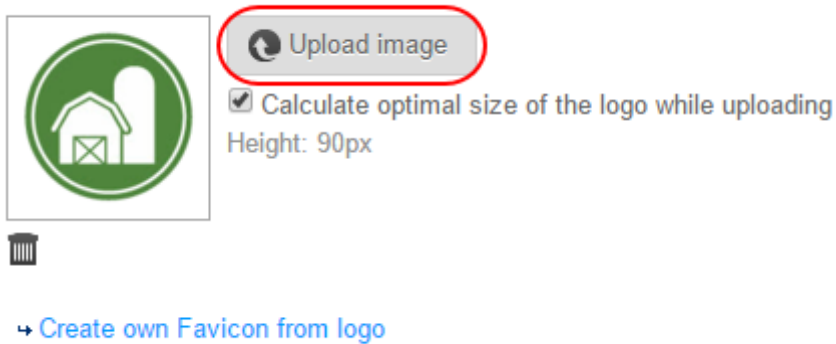 Upload image
Calculate optimal size of the logo while uploading
Height: 90px
Create own Favicon from logo